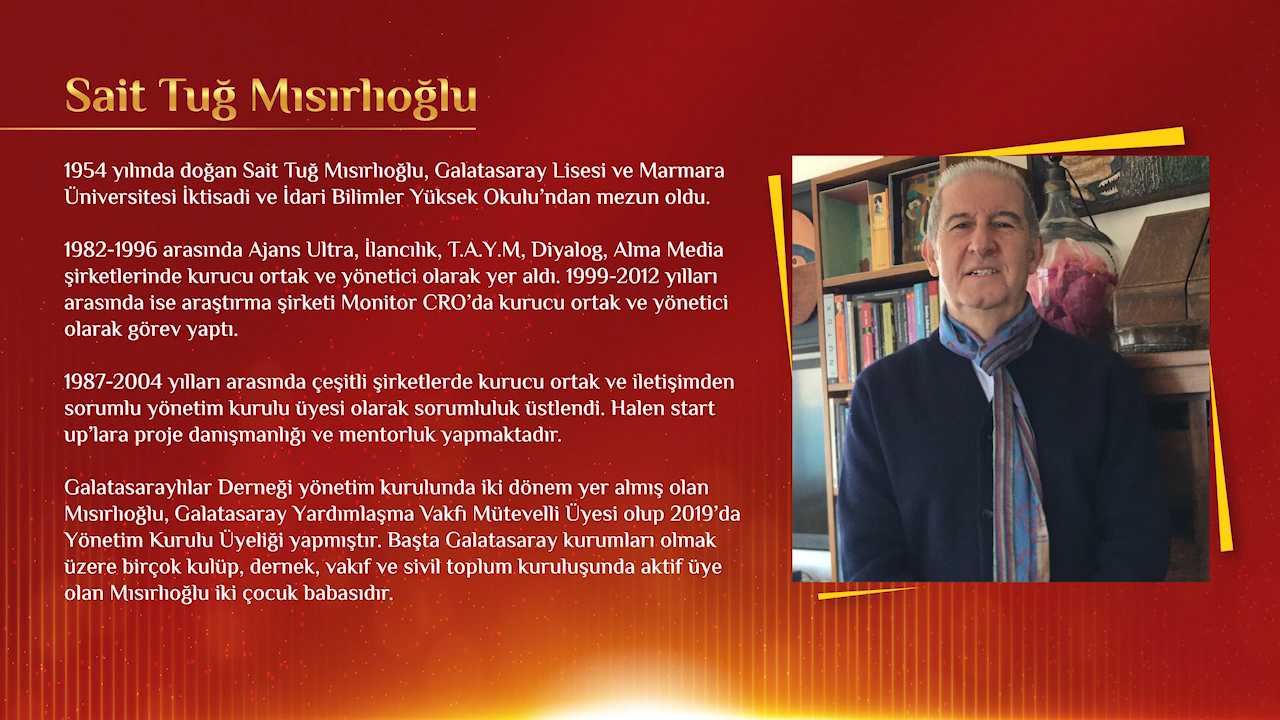 Sait Tuğ Mısırlıoğlu
1954 yılında doğan Sait Tuğ Mısırlıoğlu, Galatasaray Lisesi ve Marmara
Üniversitesi İktisadi ve İdari Bilimler Yüksek Okulu’ndan mezun oldu.
1982-1996 arasında Ajans Ultra, İlancılık, T.A.Y.M, Diyalog, Alma Media
şirketlerinde kurucu ortak ve yönetici olarak yer aldı. 1999-2012 yılları
arasında ise araştırma şirketi Monitor CRO’da kurucu ortak ve yönetici
olarak görev yaptı.
1987-2004 yılları arasında çeşitli şirketlerde kurucu ortak ve iletişimden
sorumlu yönetim kurulu üyesi olarak sorumluluk üstlendi. Halen start
up’lara proje danışmanlığı ve mentorluk yapmaktadır.
Galatasaraylılar Derneği yönetim kurulunda iki dönem yer almış olan
Mısırlıoğlu, Galatasaray Yardımlaşma Vakfı Mütevelli Üyesi olup 2019’da
Yönetim Kurulu Üyeliği yapmıştır. Başta Galatasaray kurumları olmak
üzere birçok kulüp, dernek, vakıf ve sivil toplum kuruluşunda aktif üye
olan Mısırlıoğlu iki çocuk babasıdır.